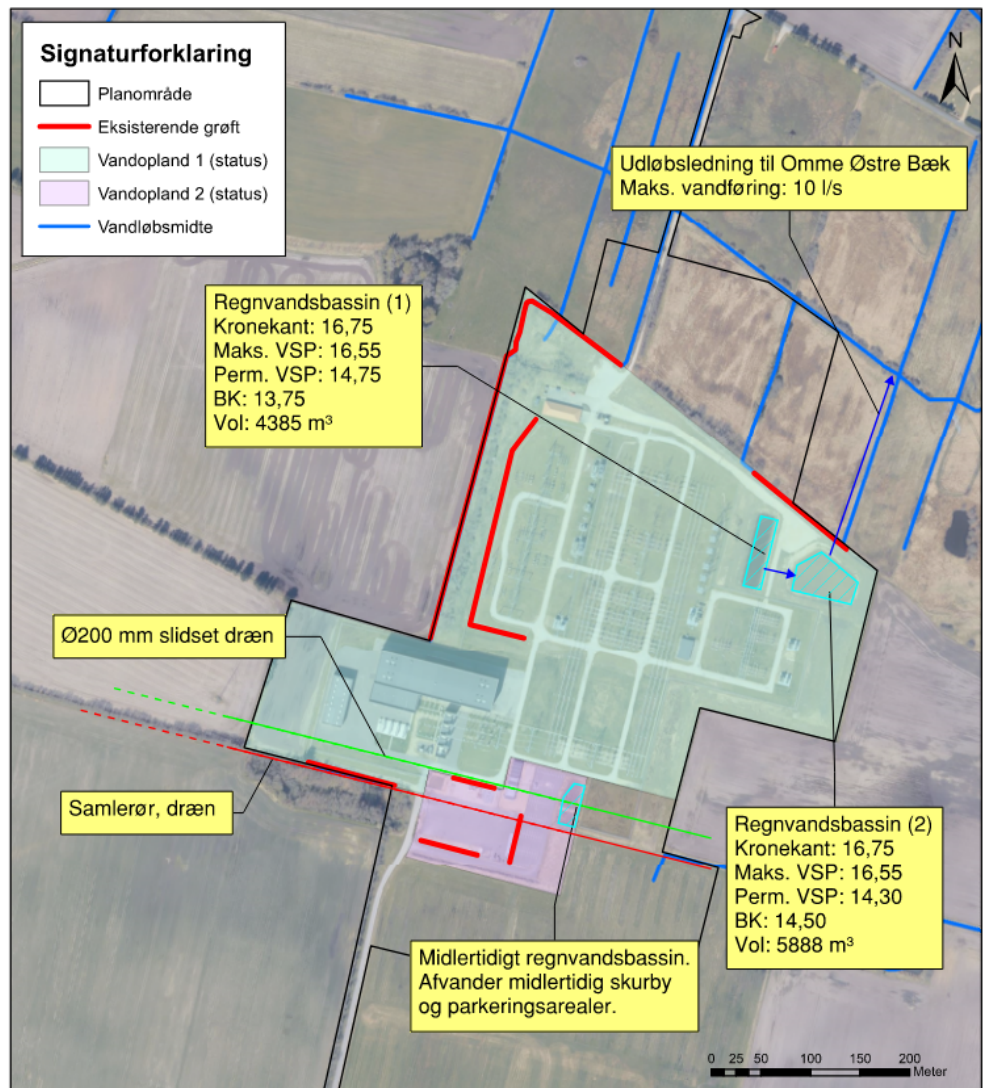 Signaturforklaring
Planområde
Eksisterende grøft
Vandopland 1 (status)
Vandopland 2 (status)
Vandløbsmidte
N
Udløbsledning til Omme Østre Bæk
Maks. vandføring: 10 l/s
Regnvandsbassin (1)
Kronekant: 16,75
Maks. VSP: 16,55
Perm. VSP: 14,75
BK: 13,75
Vol: 4385 m³
Ø200 mm slidset dræn
Samlerør, dræn
Regnvandsbassin (2)
Kronekant: 16,75
Maks. VSP: 16,55
Perm. VSP: 14,30
BK: 14,50
Vol: 5888 m³
Midlertidigt regnvandsbassin.
Afvander midlertidig skurby
og parkeringsarealer.
0 25 50 100 150 200
Meter